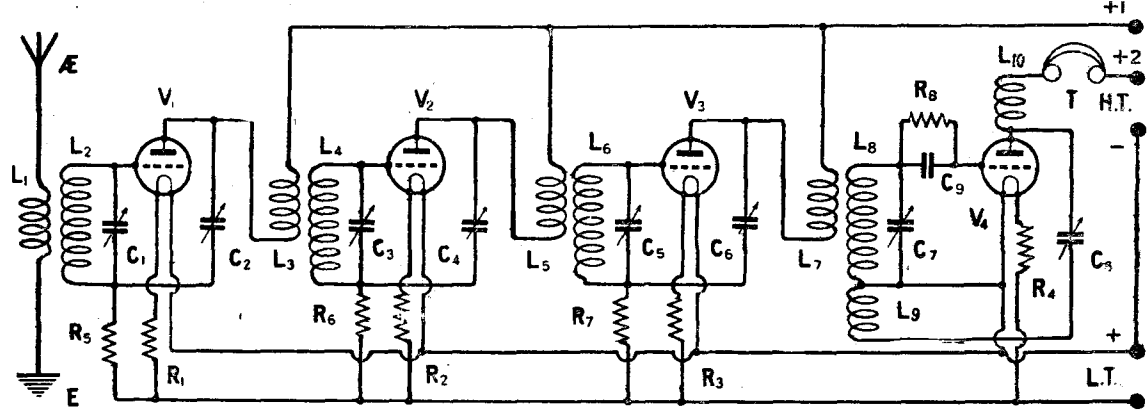 +1
Æ
L10
+2
T
H.T.
V1
V2
V3
R8
L2
L4
L6
L8
−
L1
C9
V4
C1
C2
L3
C3
C4
L5
C5
C6
L7
C7
C8
R4
L9
R5
R6
R7
+
R1
R2
R3
L.T.
E